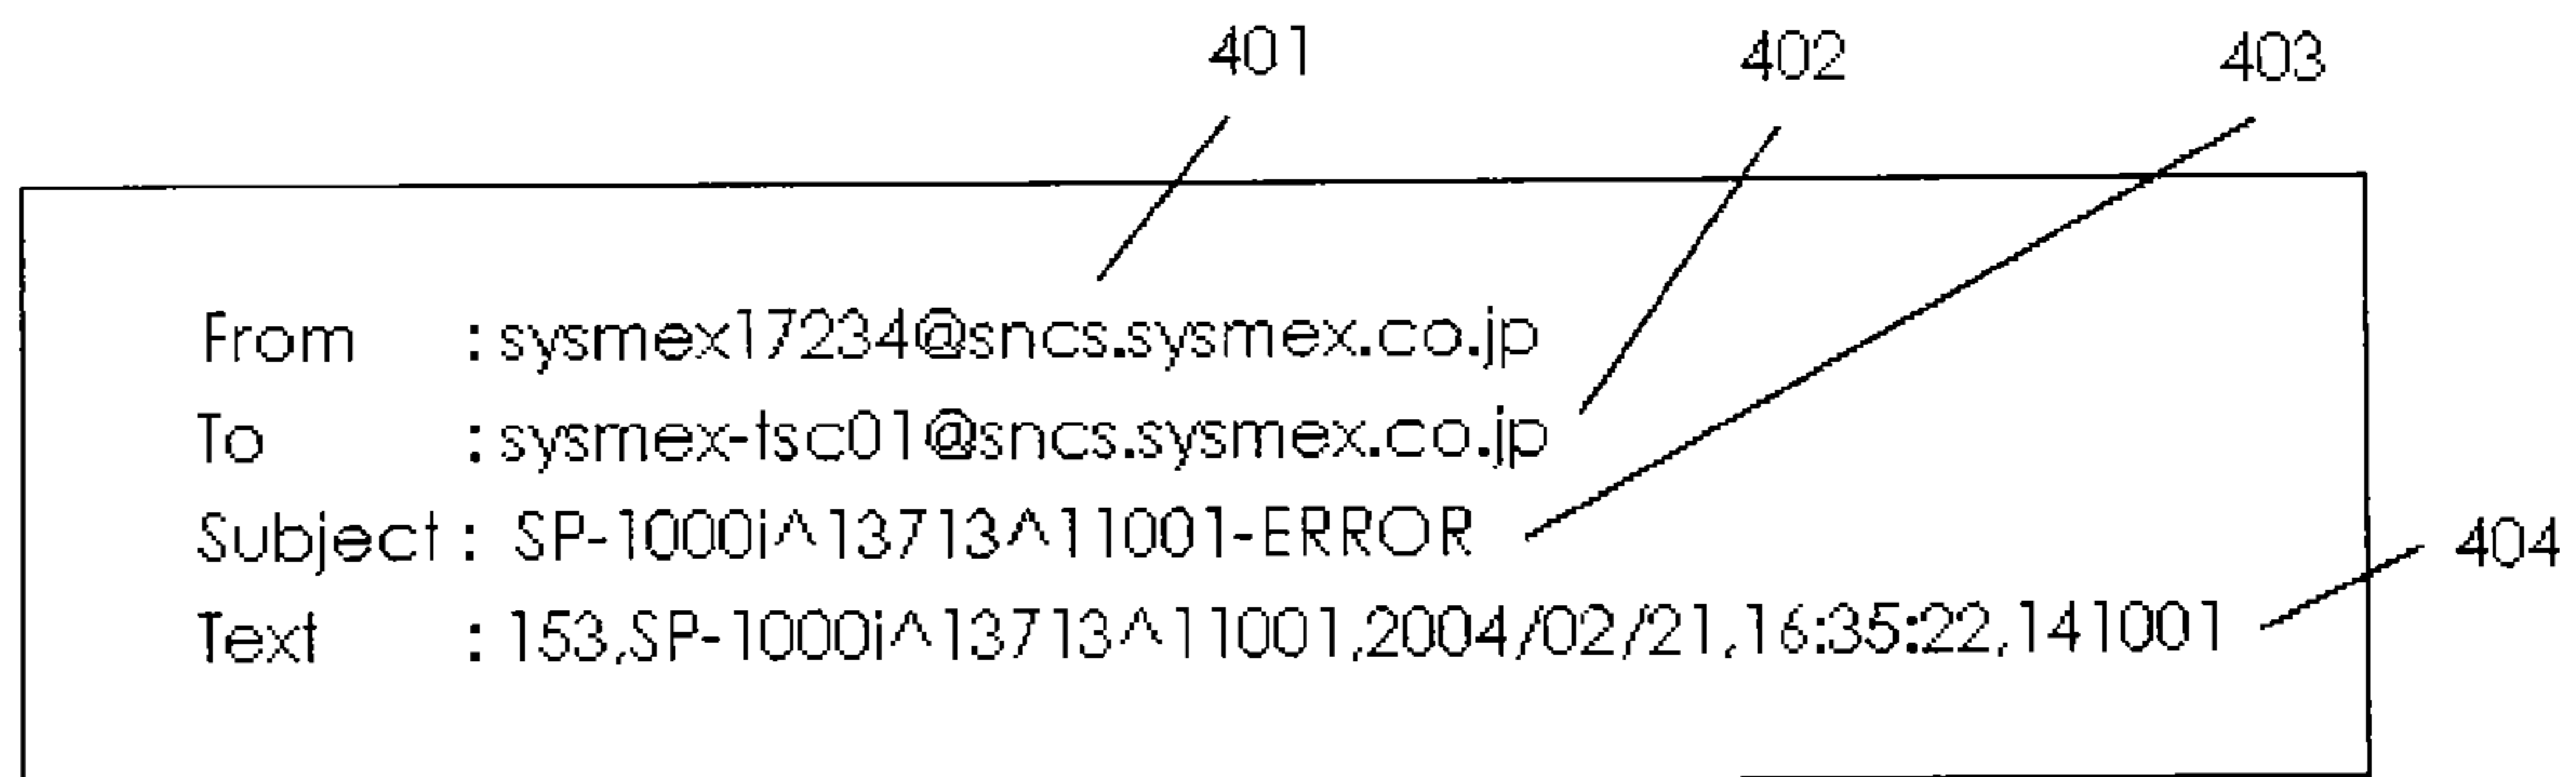 401 402 403
From : sysmex17234@sncs.sysmex.co.jp
To : sysmex-tsc01@sncs.sysmex.co.jp
Subject : SP-1000i^13713^11001-ERROR
404
Text : 153,SP-1000i^13713^11001,2004/02/21,16:35:22,141001